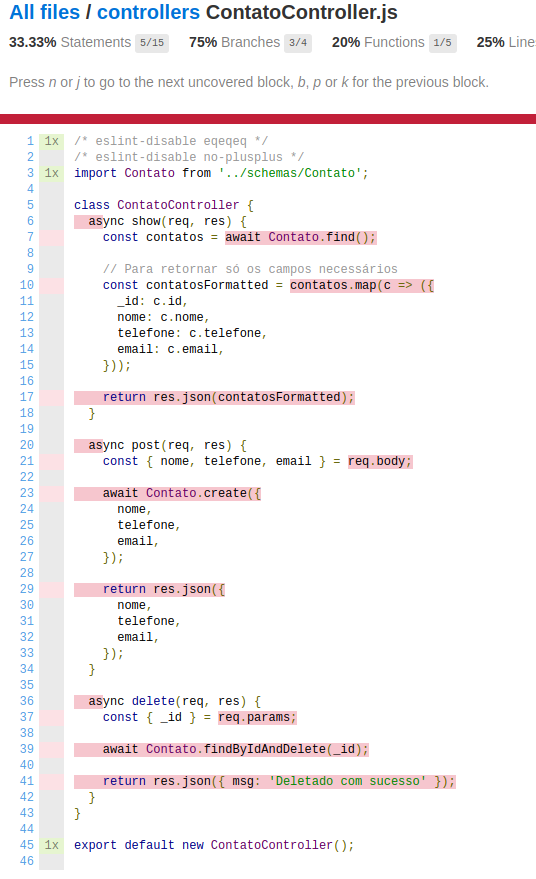 All files / controllers ContatoController.js
33.33% Statements 5/15 75% Branches 3/4 20% Functions 1/5 25% Line
Press n or j to go to the next uncovered block, b, p or k for the previous block.
1 1x /* eslint-disable eqeqeq */
2 /* eslint-disable no-plusplus */
3 1x import Contato from '../schemas/Contato';
4
5 class ContatoController {
6 async show(req, res) {
7 const contatos = await Contato.find();
8
9 // Para retornar só os campos necessários
10 const contatosFormatted = contatos.map(c => ({
11 _id: c.id,
12 nome: c.nome,
13 telefone: c.telefone,
14 email: c.email,
15 }));
16
17 return res.json(contatosFormatted);
18 }
19
20 async post(req, res) {
21 const { nome, telefone, email } = req.body;
22
23 await Contato.create({
24 nome,
25 telefone,
26 email,
27 });
28
29 return res.json({
30 nome,
31 telefone,
32 email,
33 });
34 }
35
36 async delete(req, res) {
37 const { _id } = req.params;
38
39 await Contato.findByIdAndDelete(_id);
40
41 return res.json({ msg: 'Deletado com sucesso' });
42 }
43 }
44
45 1x export default new ContatoController();
46